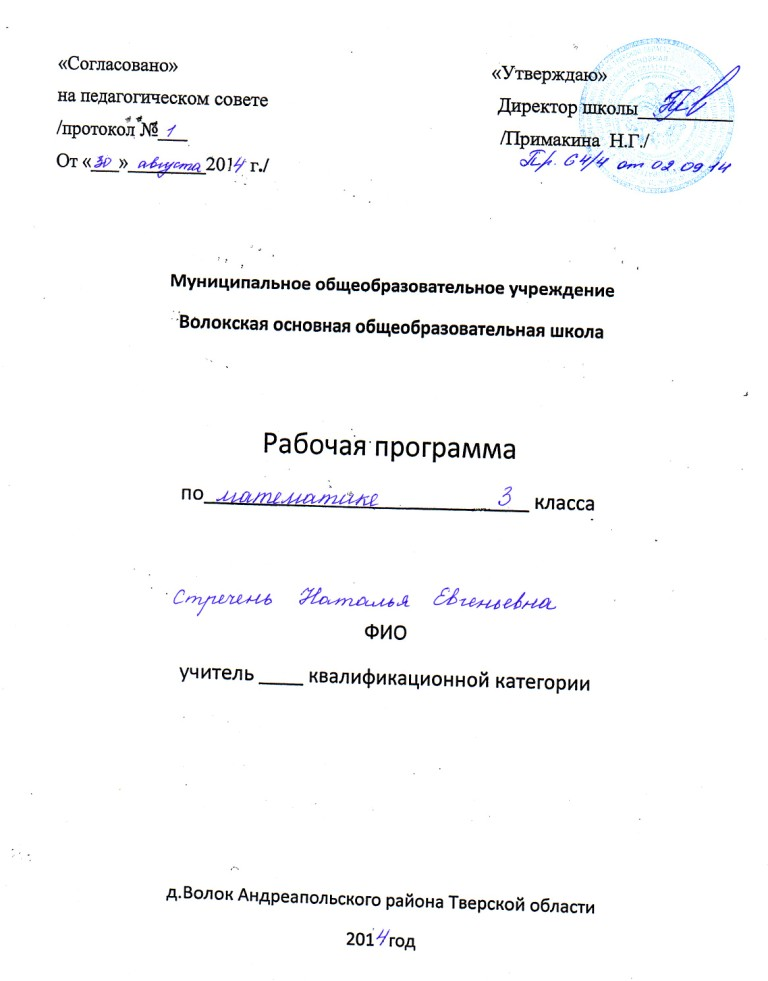 «Согласовано»
на педагогическом совете
/протокол № 1
От «30» августа 2014 г./
«Утверждаю»
Директор школы
/Примакина Н.Г./
Пр. 64/4 от 02.09.14
Муниципальное общеобразовательное учреждение
Волокская основная общеобразовательная школа
Рабочая программа
по математике 3 класса
Стречень Наталья Евгеньевна
ФИО
учитель ____ квалификационной категории
д.Волок Андреапольского района Тверской области
2014 год